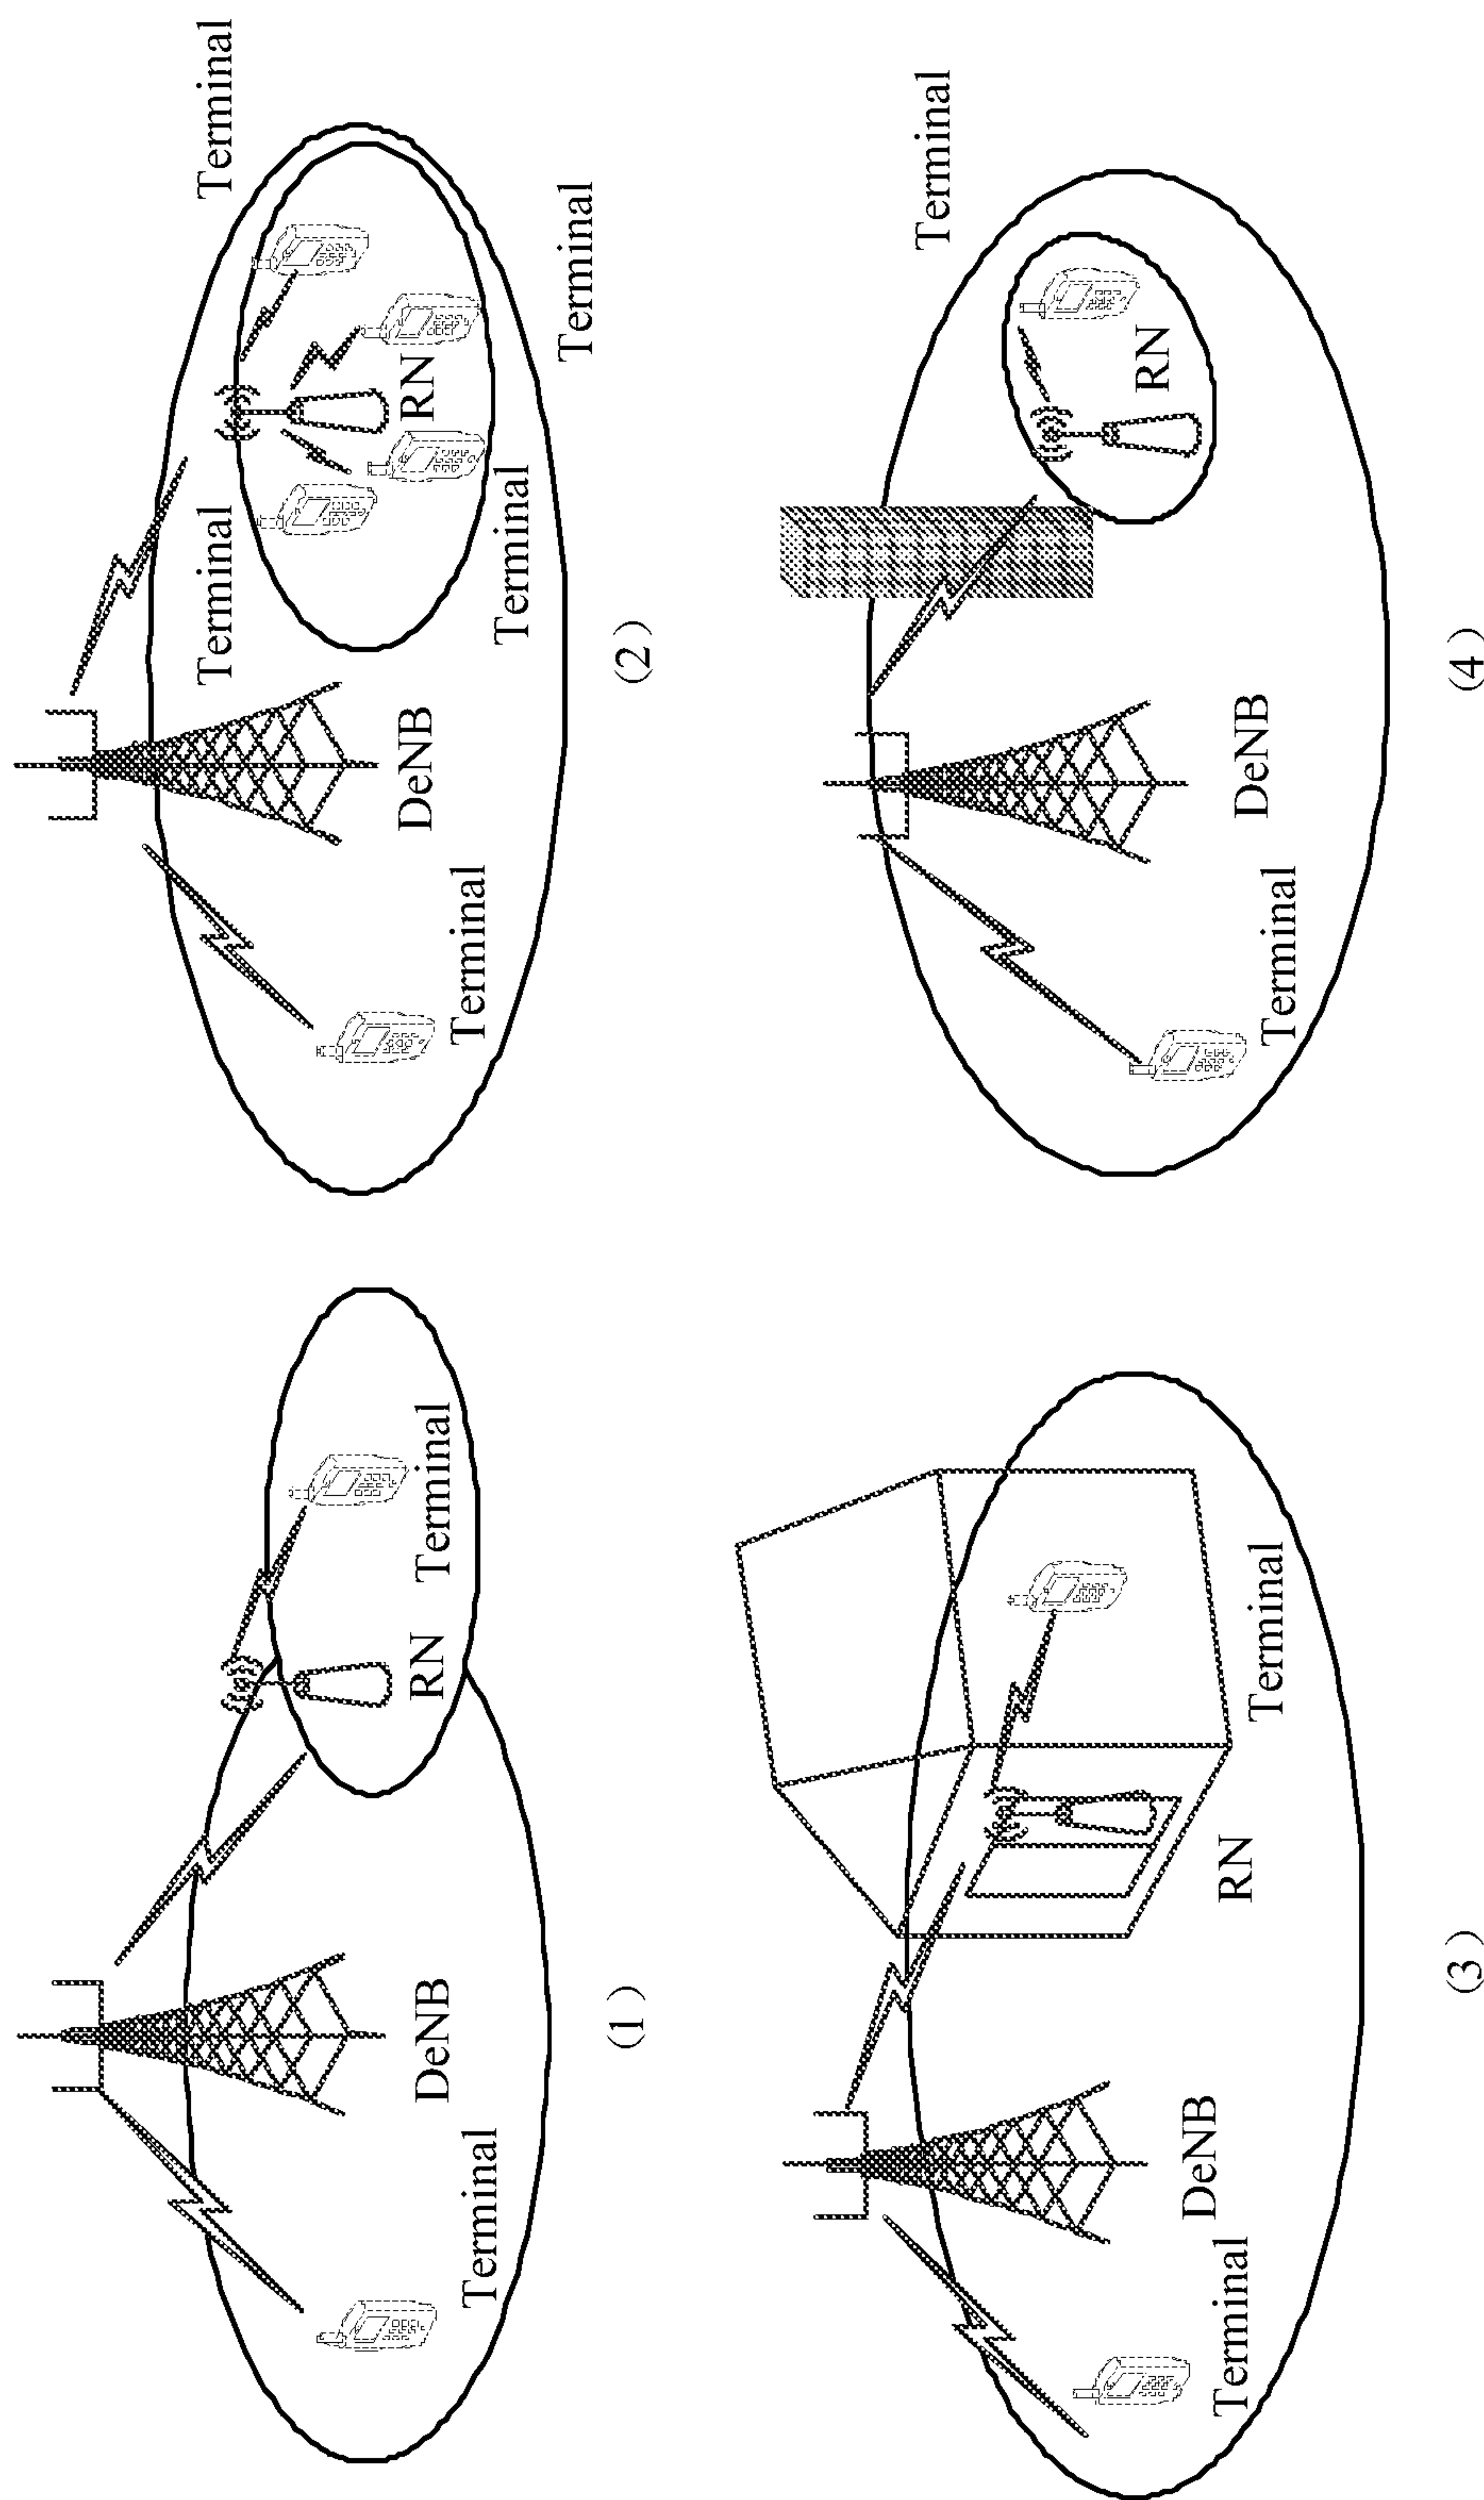 DeNB
RN
Terminal
Terminal
(1)
Terminal
Terminal
DeNB
RN
Terminal
Terminal
Terminal
(2)
DeNB
Terminal
RN
Terminal
(3)
Terminal
RN
DeNB
Terminal
(4)